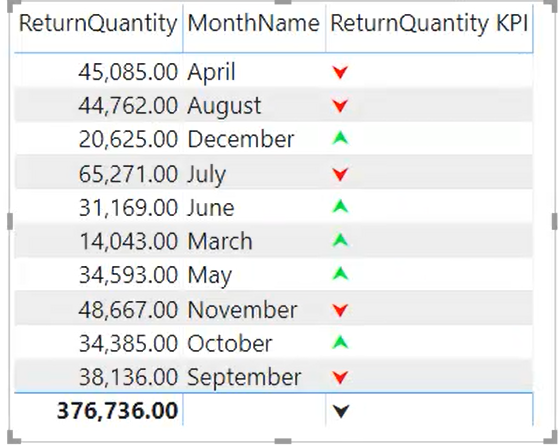 ReturnQuantity MonthName ReturnQuantity KPI
45,085.00 April
44,762.00 August
20,625.00 December
65,271.00 July
31,169.00 June
14,043.00 March
34,593.00 May
48,667.00 November
34,385.00 October
38,136.00 September
376,736.00